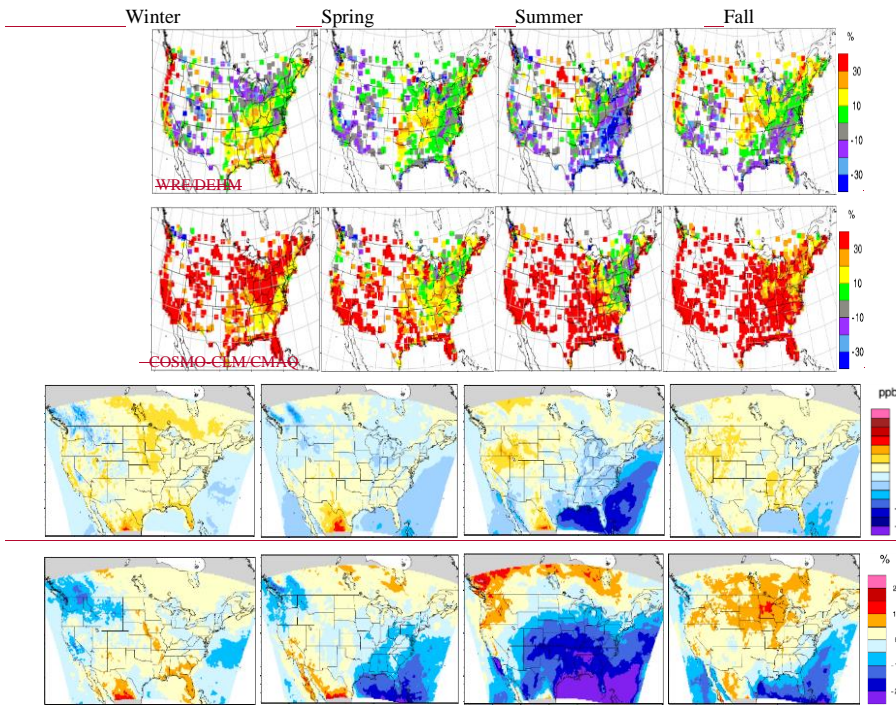 Winter Spring Summer Fall
%
30
10
-10
-30
WRF/DEHM
%
30
10
-10
-30
COSMO-CLM/CMAQ
ppb
%